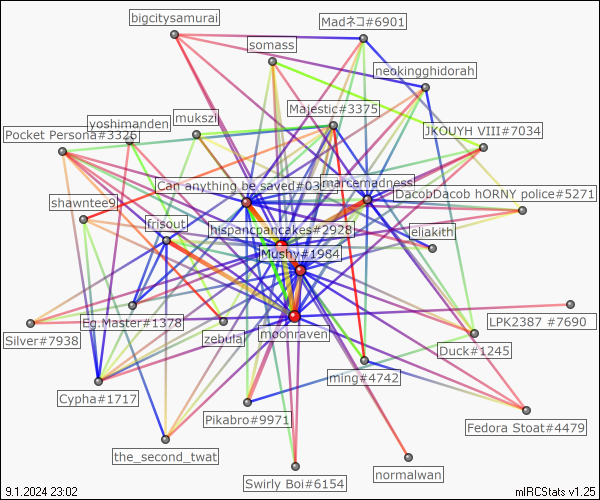 bigcitysamurai
Madネコ#6901
somass
neokingghidorah
Majestic#3375
mukszi
yoshimanden
JKOUYH VIII#7034
Pocket Persona#3326
Can anything be saved#03
marcemadness
DacobDacob hORNY police#5271
shawntee9
frisout
hispancpancakes#2928
eliakith
Mushy#1984
LPK2387 #7690
Eg.Master#1378
zebula
moonraven
Silver#7938
Duck#1245
ming#4742
Cypha#1717
Pikabro#9971
Fedora Stoat#4479
the_second_twat
normalwan
Swirly Boi#6154
9.1.2024 23:02
mIRCStats v1.25